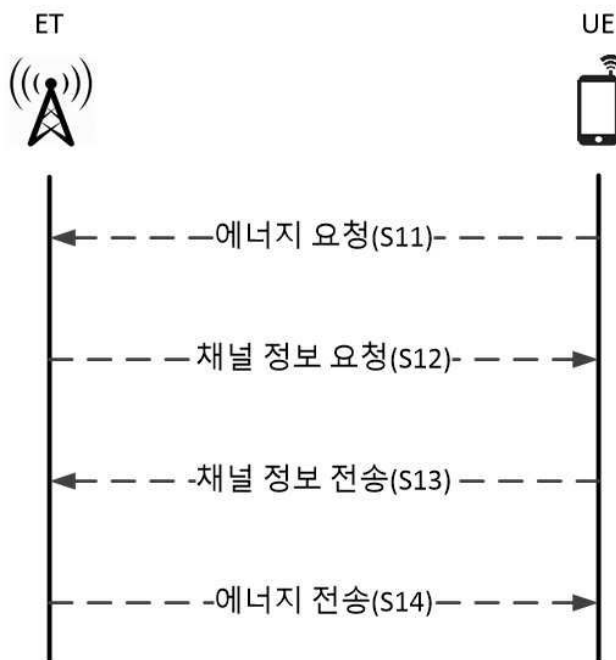 ET
UE
에너지 요청(S11)
채널 정보 요청(S12)
채널 정보 전송(S13)
에너지 전송(S14)